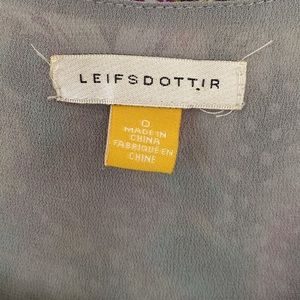 LEIFSDOTTIR
0
MADE IN
CHINA
FABRIQUÉ EN
CHINE